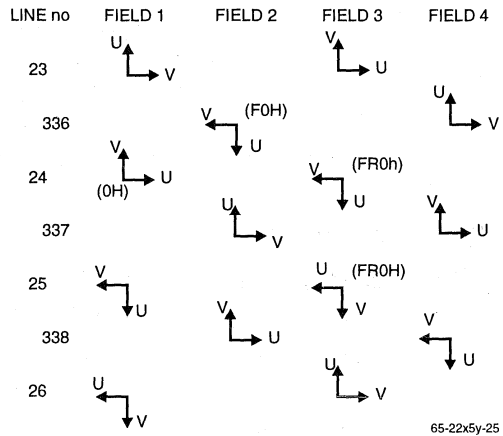 LINE no FIELD 1 FIELD 2 FIELD 3 FIELD 4
U V
23 V U
336 V (F0H) U U V
24 V U (0H) V (FR0h) U
337 U V V U
25 V U U (FR0H) V
338 V U V U
26 U V U V
65-22x5y-25